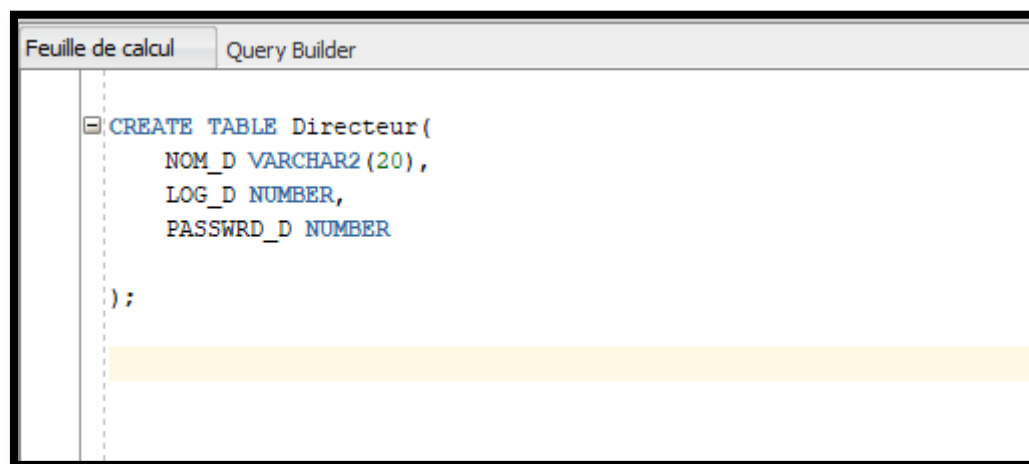 Feuille de calcul Query Builder
CREATE TABLE Directeur(
NOM_D VARCHAR2(20),
LOG_D NUMBER,
PASSWRD_D NUMBER
);